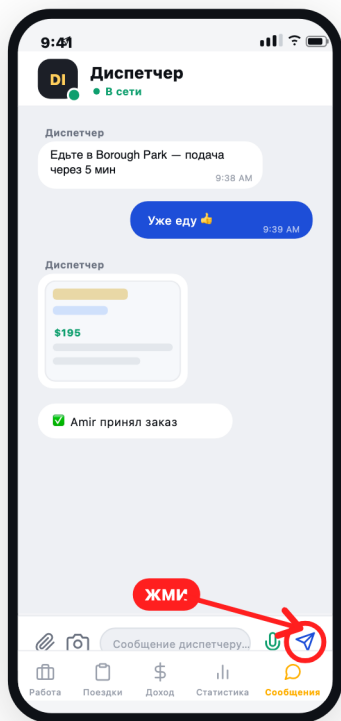 9:41
DI
Диспетчер
В сети
Диспетчер
Едьте в Borough Park — подача
через 5 мин
9:38 AM
Уже еду 👍
9:39 AM
Диспетчер
$195
✅ Amir принял заказ
ЖМИ
Сообщение диспетчеру...
Работа Поездки Доход Статистика Сообщения